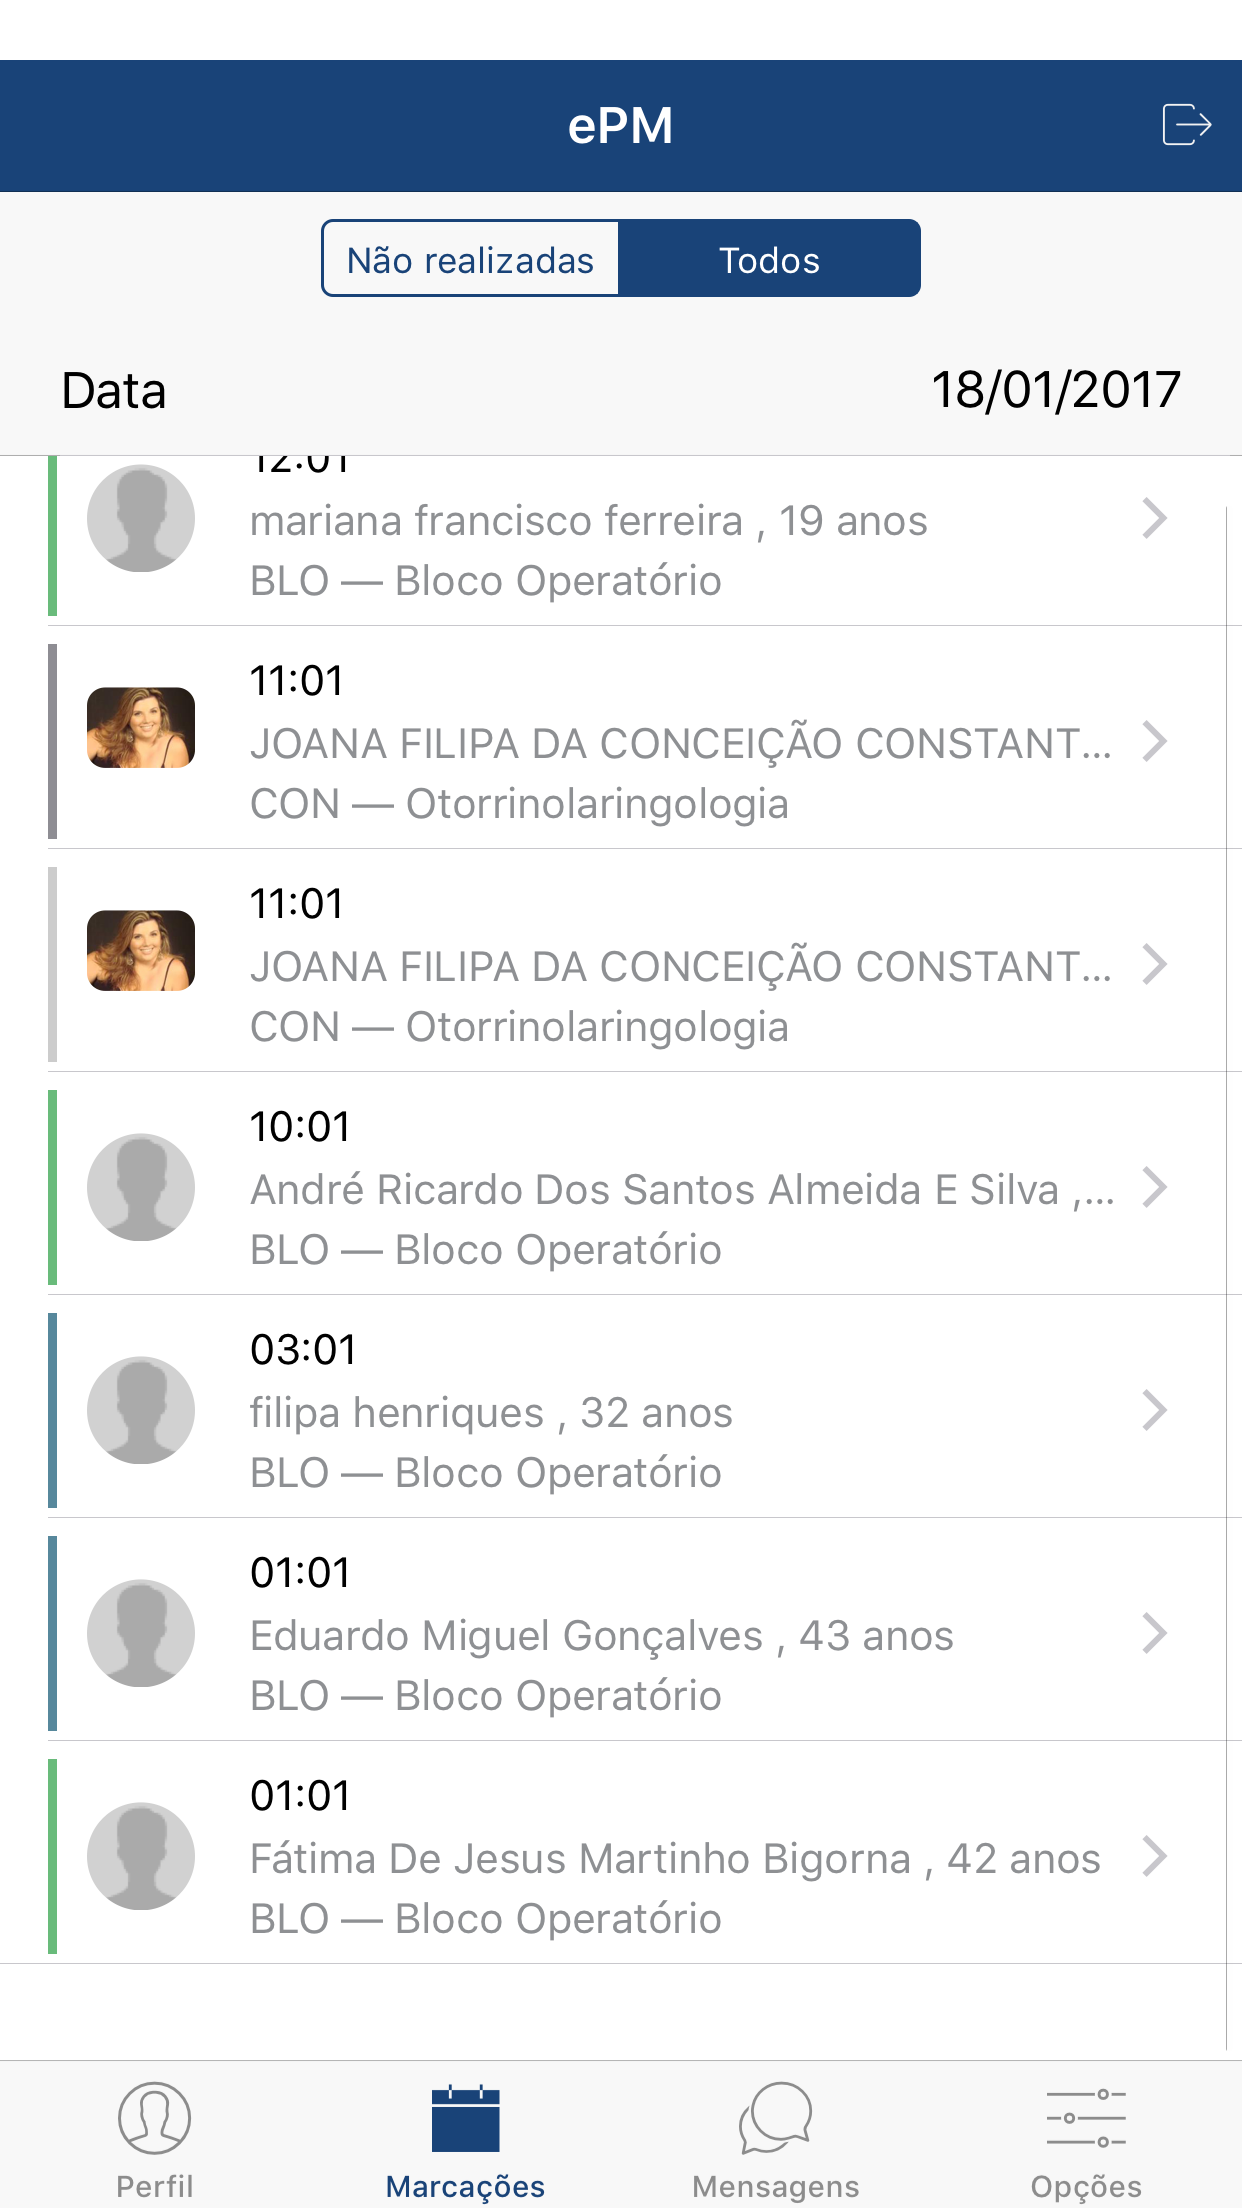 ePM
Não realizadas
Todos
Data
18/01/2017
12:01
mariana francisco ferreira , 19 anos
BLO — Bloco Operatório
11:01
JOANA FILIPA DA CONCEIÇÃO CONSTANT...
CON — Otorrinolaringologia
11:01
JOANA FILIPA DA CONCEIÇÃO CONSTANT...
CON — Otorrinolaringologia
10:01
André Ricardo Dos Santos Almeida E Silva ,...
BLO — Bloco Operatório
03:01
filipa henriques , 32 anos
BLO — Bloco Operatório
01:01
Eduardo Miguel Gonçalves , 43 anos
BLO — Bloco Operatório
01:01
Fátima De Jesus Martinho Bigorna , 42 anos
BLO — Bloco Operatório
Perfil
Marcações
Mensagens
Opções